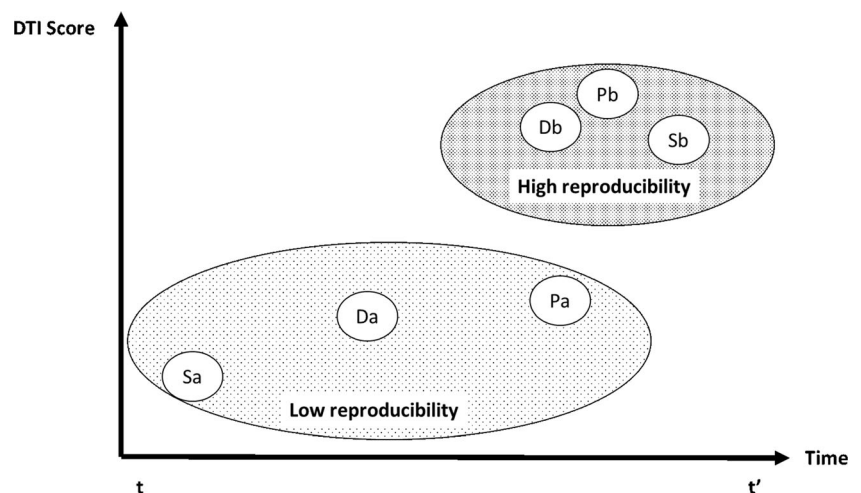 DTI Score
Pb
Db
Sb
High reproducibility
Pa
Da
Sa
Low reproducibility
Time
t
t’